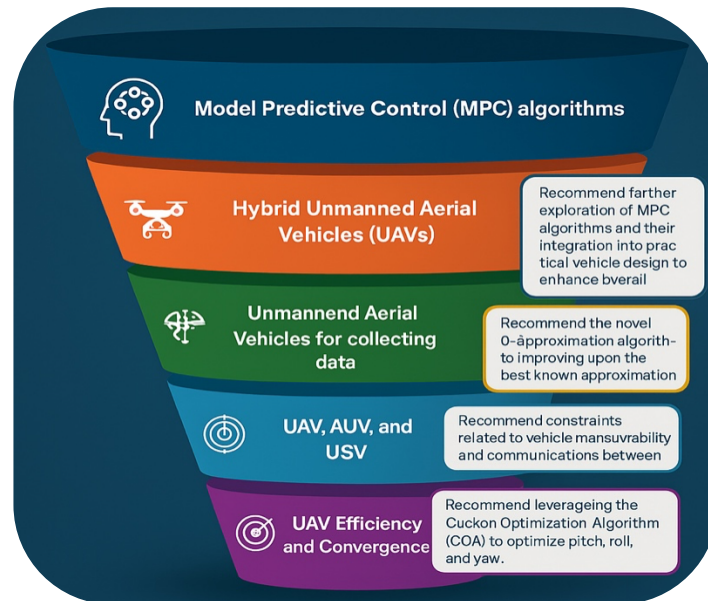 Model Predictive Control (MPC) algorithms
Hybrid Unmanned Aerial
Vehicles (UAVs)
Recommend farther
exploration of MPC
algorithms and their
integration into prac
tical vehicle design to
enhance bverail
Unmannend Aerial
Vehicles for collecting
data
Recommend the novel
0-àpproximation algorith-
to improving upon the
best known approximation
UAV, AUV, and
USV
Recommend constraints
related to vehicle mansuvrability
and communications between
UAV Efficiency
and Convergence
Recommend leverageing the
Cuckon Optimization Algorithm
(COA) to optimize pitch, roll,
and yaw.